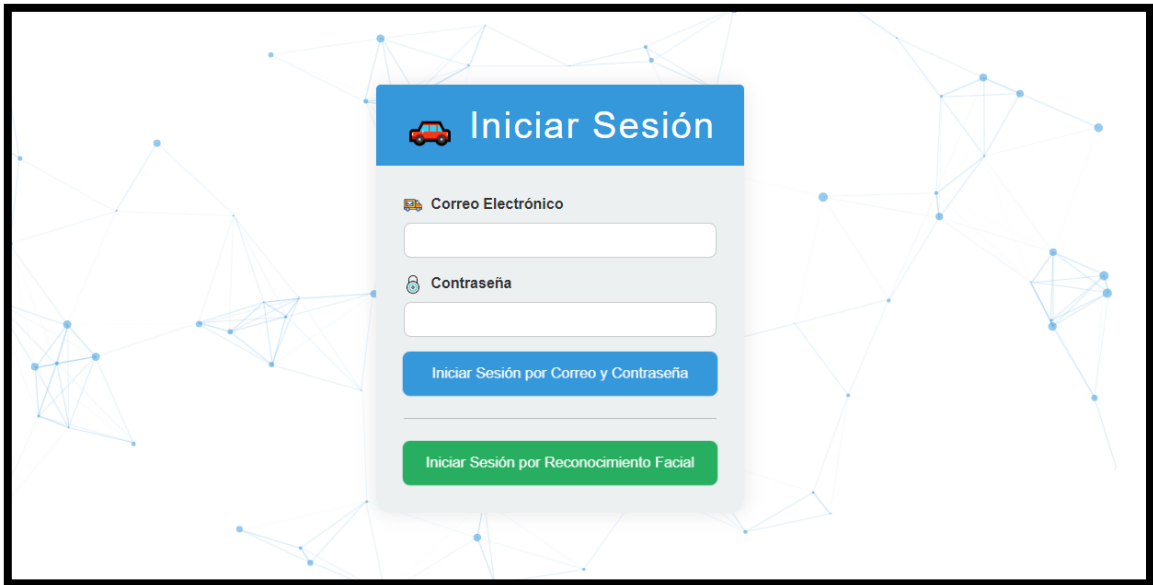 Iniciar Sesión
Correo Electrónico
Contraseña
Iniciar Sesión por Correo y Contraseña
Iniciar Sesión por Reconocimiento Facial